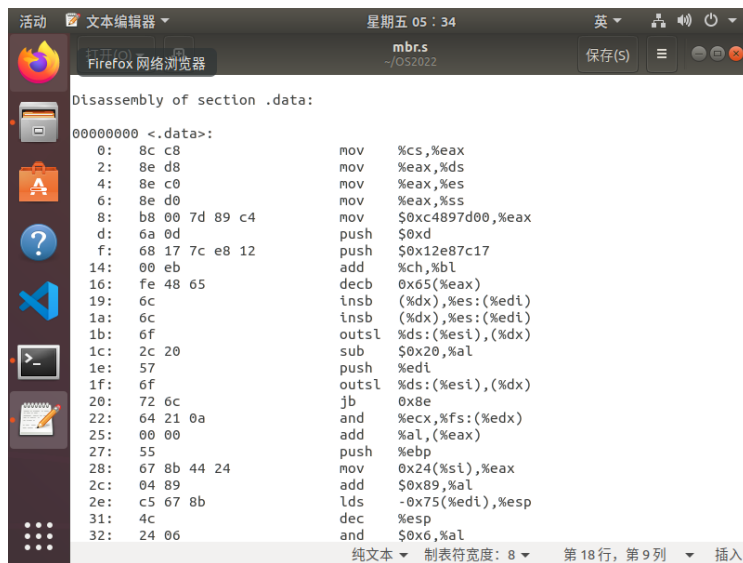 活动 文本编辑器 星期五 05：34 英
打开(O) mbr.s 保存(S)
Firefox 网络浏览器 ~/OS2022
Disassembly of section .data:
00000000 <.data>:
0: 8c c8 mov %cs,%eax
2: 8e d8 mov %eax,%ds
4: 8e c0 mov %eax,%es
6: 8e d0 mov %eax,%ss
8: b8 00 7d 89 c4 mov $0xc4897d00,%eax
d: 6a 0d push $0xd
f: 68 17 7c e8 12 push $0x12e87c17
14: 00 eb add %ch,%bl
16: fe 48 65 decb 0x65(%eax)
19: 6c insb (%dx),%es:(%edi)
1a: 6c insb (%dx),%es:(%edi)
1b: 6f outsl %ds:(%esi),(%dx)
1c: 2c 20 sub $0x20,%al
1e: 57 push %edi
1f: 6f outsl %ds:(%esi),(%dx)
20: 72 6c jb 0x8e
22: 64 21 0a and %ecx,%fs:(%edx)
25: 00 00 add %al,(%eax)
27: 55 push %ebp
28: 67 8b 44 24 mov 0x24(%si),%eax
2c: 04 89 add $0x89,%al
2e: c5 67 8b lds -0x75(%edi),%esp
31: 4c dec %esp
32: 24 06 and $0x6,%al
纯文本 制表符宽度：8 第 18 行，第 9 列 插入